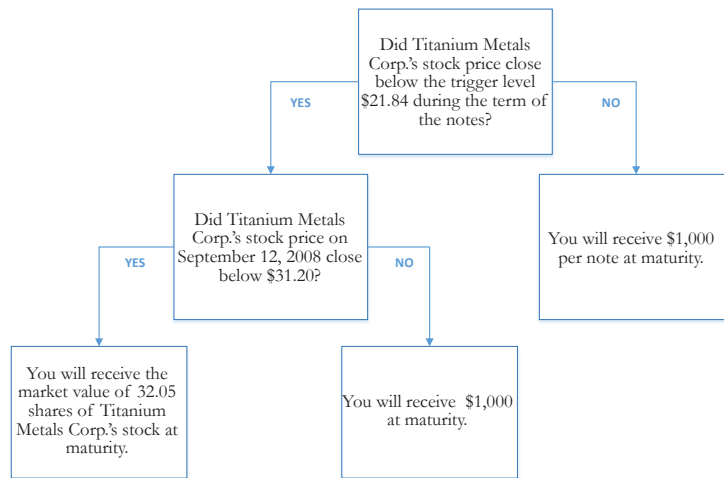 Did Titanium Metals
Corp.'s stock price close
below the trigger level
$21.84 during the term of
the notes?
YES
NO
Did Titanium Metals
Corp.'s stock price on
September 12, 2008 close
below $31.20?
You will receive $1,000
per note at maturity.
YES
NO
You will receive the
market value of 32.05
shares of Titanium
Metals Corp.'s stock at
maturity.
You will receive $1,000
at maturity.